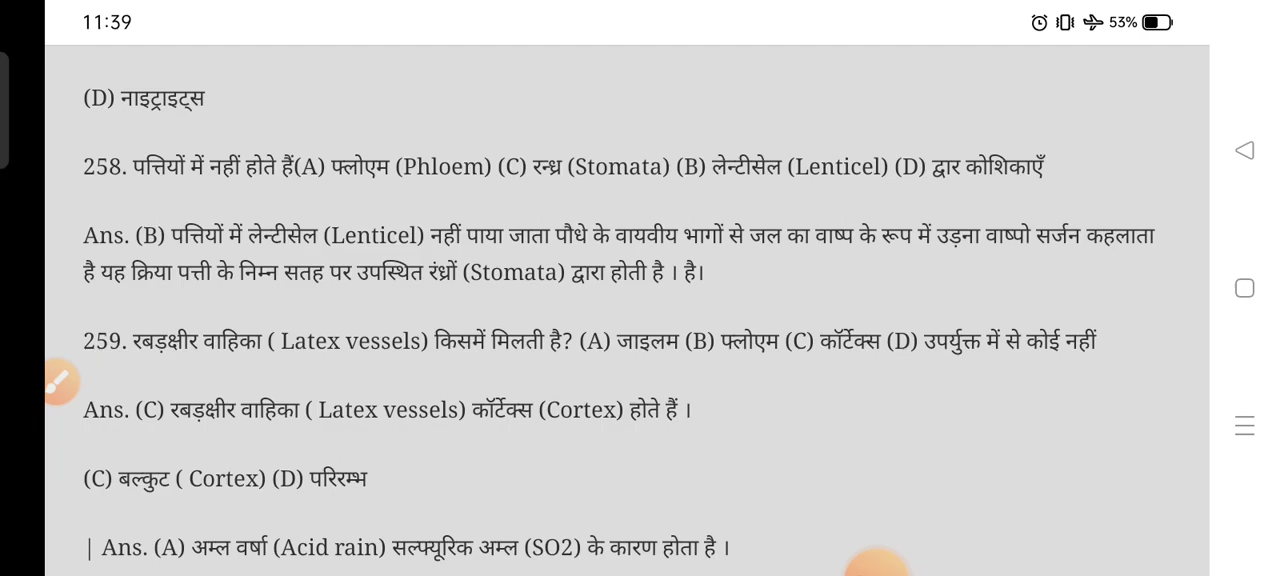 11:39
53%
(D) नाइट्राइट्स
258. पत्तियों में नहीं होते हैं(A) फ्लोएम (Phloem) (C) रन्ध्र (Stomata) (B) लेन्टीसेल (Lenticel) (D) द्वार कोशिकाएँ
Ans. (B) पत्तियों में लेन्टीसेल (Lenticel) नहीं पाया जाता पौधे के वायवीय भागों से जल का वाष्प के रूप में उड़ना वाष्पो सर्जन कहलाता
है यह क्रिया पत्ती के निम्न सतह पर उपस्थित रंध्रों (Stomata) द्वारा होती है । है।
259. रबड़क्षीर वाहिका ( Latex vessels) किसमें मिलती है? (A) जाइलम (B) फ्लोएम (C) कॉर्टेक्स (D) उपर्युक्त में से कोई नहीं
Ans. (C) रबड़क्षीर वाहिका ( Latex vessels) कॉर्टेक्स (Cortex) होते हैं ।
(C) बल्कुट ( Cortex) (D) परिरम्भ
| Ans. (A) अम्ल वर्षा (Acid rain) सल्फ्यूरिक अम्ल (SO2) के कारण होता है ।